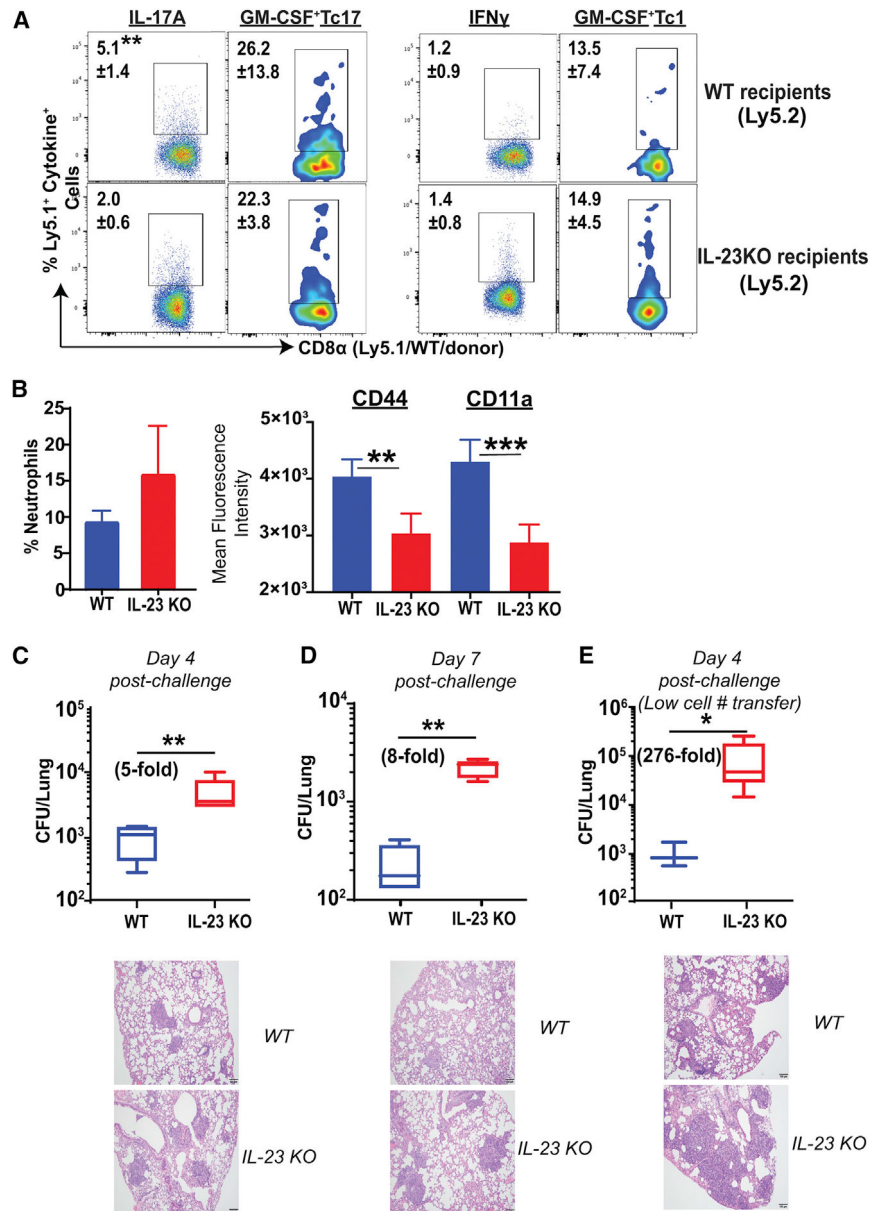 A
IL-17A
GM-CSF⁺Tc17
IFNγ
GM-CSF⁺Tc1
5.1**
±1.4
26.2
±13.8
1.2
±0.9
13.5
±7.4
WT recipients
(Ly5.2)
2.0
±0.6
22.3
±3.8
1.4
±0.8
14.9
±4.5
IL-23KO recipients
(Ly5.2)
% Ly5.1⁺ Cytokine⁺
Cells
10⁵
10⁴
10³
0
10⁵
10⁴
10³
0
CD8α (Ly5.1/WT/donor)
B
% Neutrophils
25
20
15
10
5
0
WT
IL-23 KO
Mean Fluorescence
Intensity
CD44
CD11a
5×10³
4×10³
3×10³
2×10³
**
***
WT
IL-23 KO
WT
IL-23 KO
C
Day 4
post-challenge
CFU/Lung
10⁵
10⁴
10³
10²
**
(5-fold)
WT
IL-23 KO
D
Day 7
post-challenge
CFU/Lung
10⁴
10³
10²
**
(8-fold)
WT
IL-23 KO
E
Day 4
post-challenge
(Low cell # transfer)
CFU/Lung
10⁶
10⁵
10⁴
10³
10²
*
(276-fold)
WT
IL-23 KO
WT
IL-23 KO
WT
IL-23 KO
WT
IL-23 KO